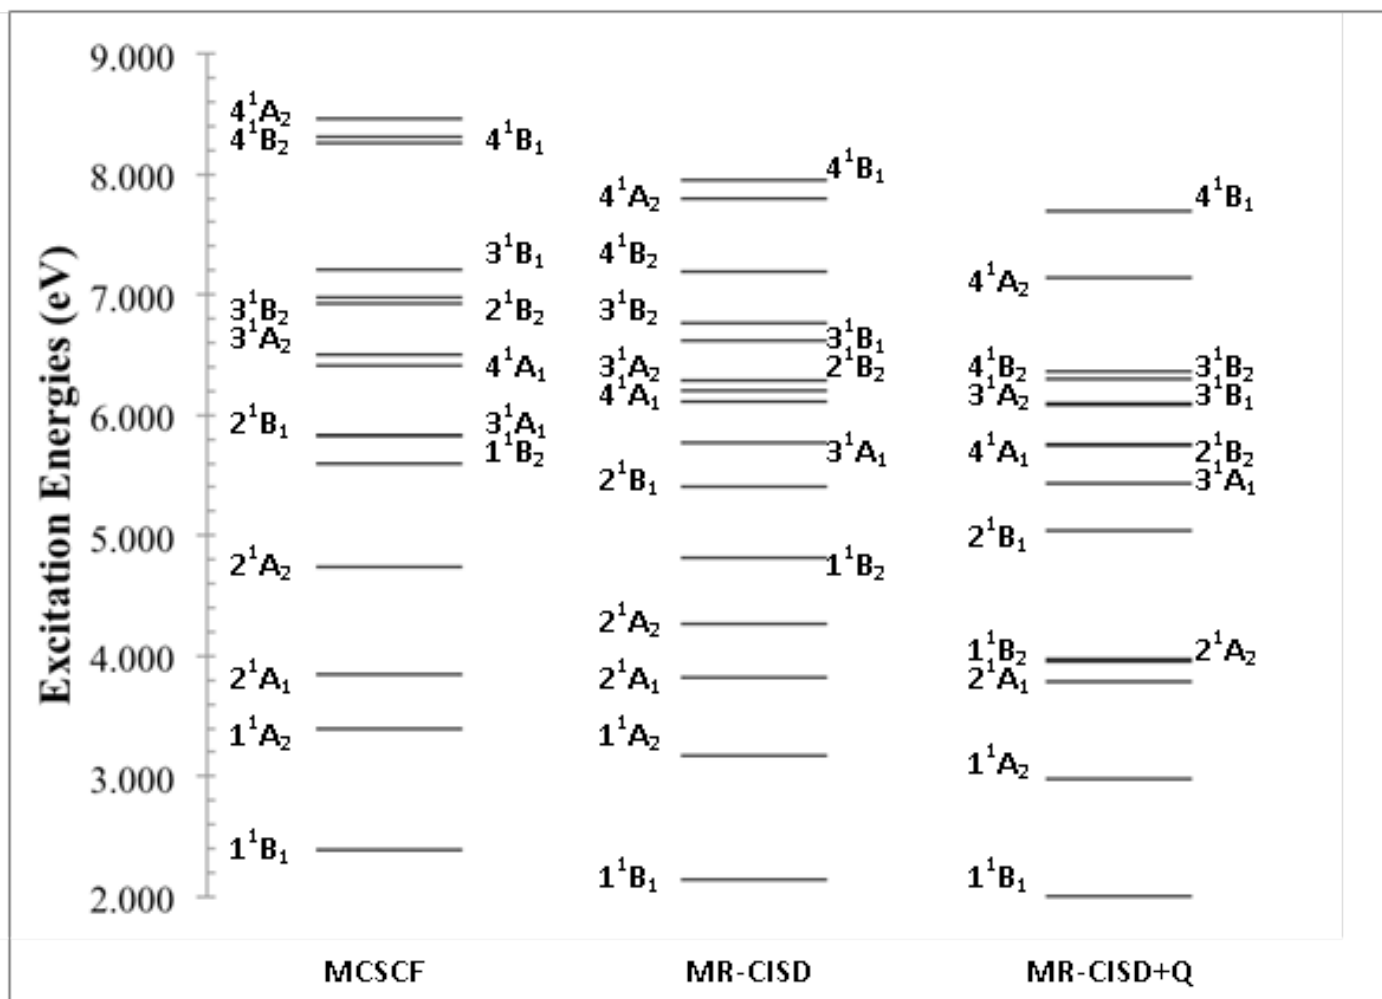 9.000
4¹A₂
4¹B₂ 4¹B₁
4¹B₁
8.000
4¹A₂ 4¹B₁
3¹B₁ 4¹B₂
7.000 4¹A₂
3¹B₂ 2¹B₂ 3¹B₂
3¹A₂ 3¹B₁
4¹A₁ 3¹A₂ 2¹B₂ 4¹B₂ 3¹B₂
4¹A₁ 3¹A₂ 3¹B₁
6.000
2¹B₁ 3¹A₁
1¹B₂ 3¹A₁ 4¹A₁ 2¹B₂
2¹B₁ 3¹A₁
5.000 2¹B₁
2¹A₂ 1¹B₂
2¹A₂
4.000 1¹B₂ 2¹A₂
2¹A₁ 2¹A₁ 2¹A₁
1¹A₂ 1¹A₂
3.000 1¹A₂
1¹B₁
1¹B₁ 1¹B₁
2.000
Excitation Energies (eV)
MCSCF MR-CISD MR-CISD+Q